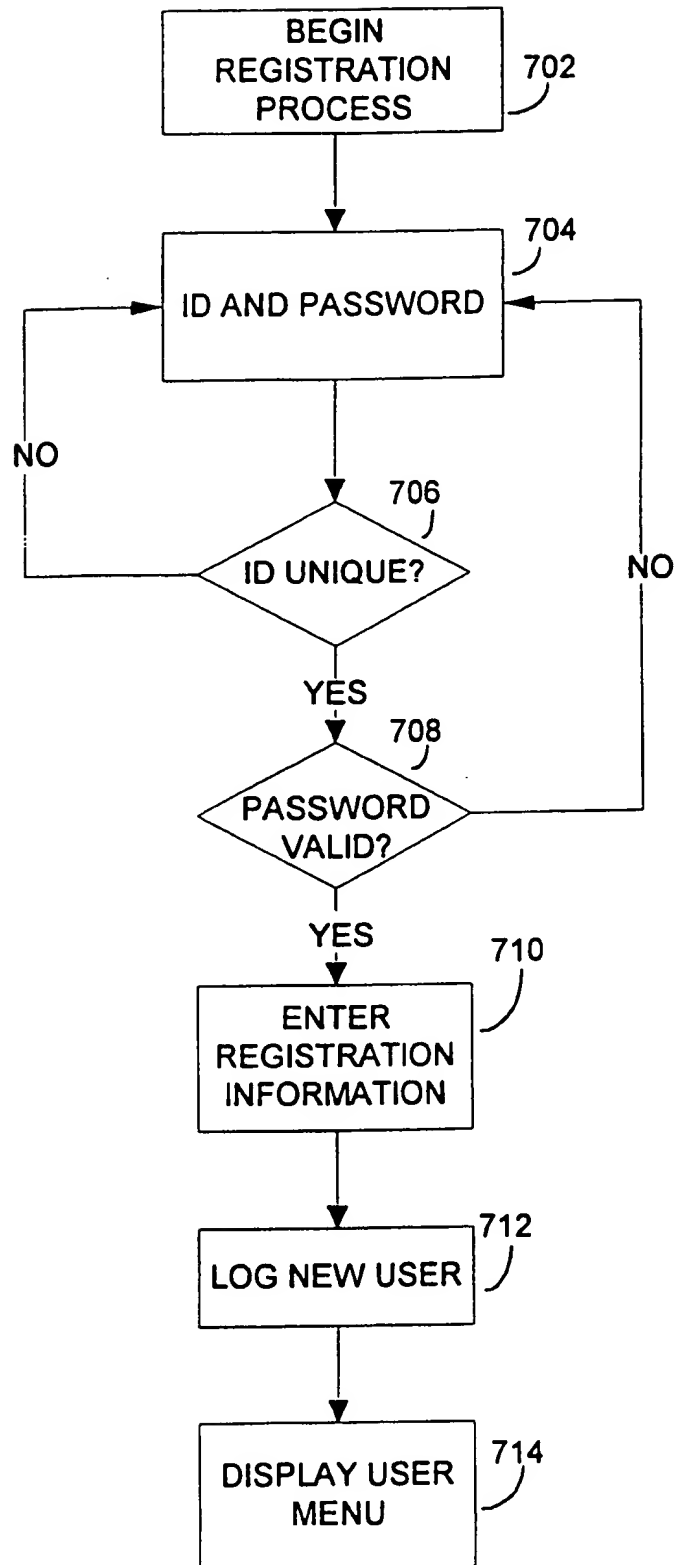 BEGIN
REGISTRATION
PROCESS
702
704
ID AND PASSWORD
NO
706
ID UNIQUE?
NO
YES
708
PASSWORD
VALID?
YES
710
ENTER
REGISTRATION
INFORMATION
712
LOG NEW USER
714
DISPLAY USER
MENU